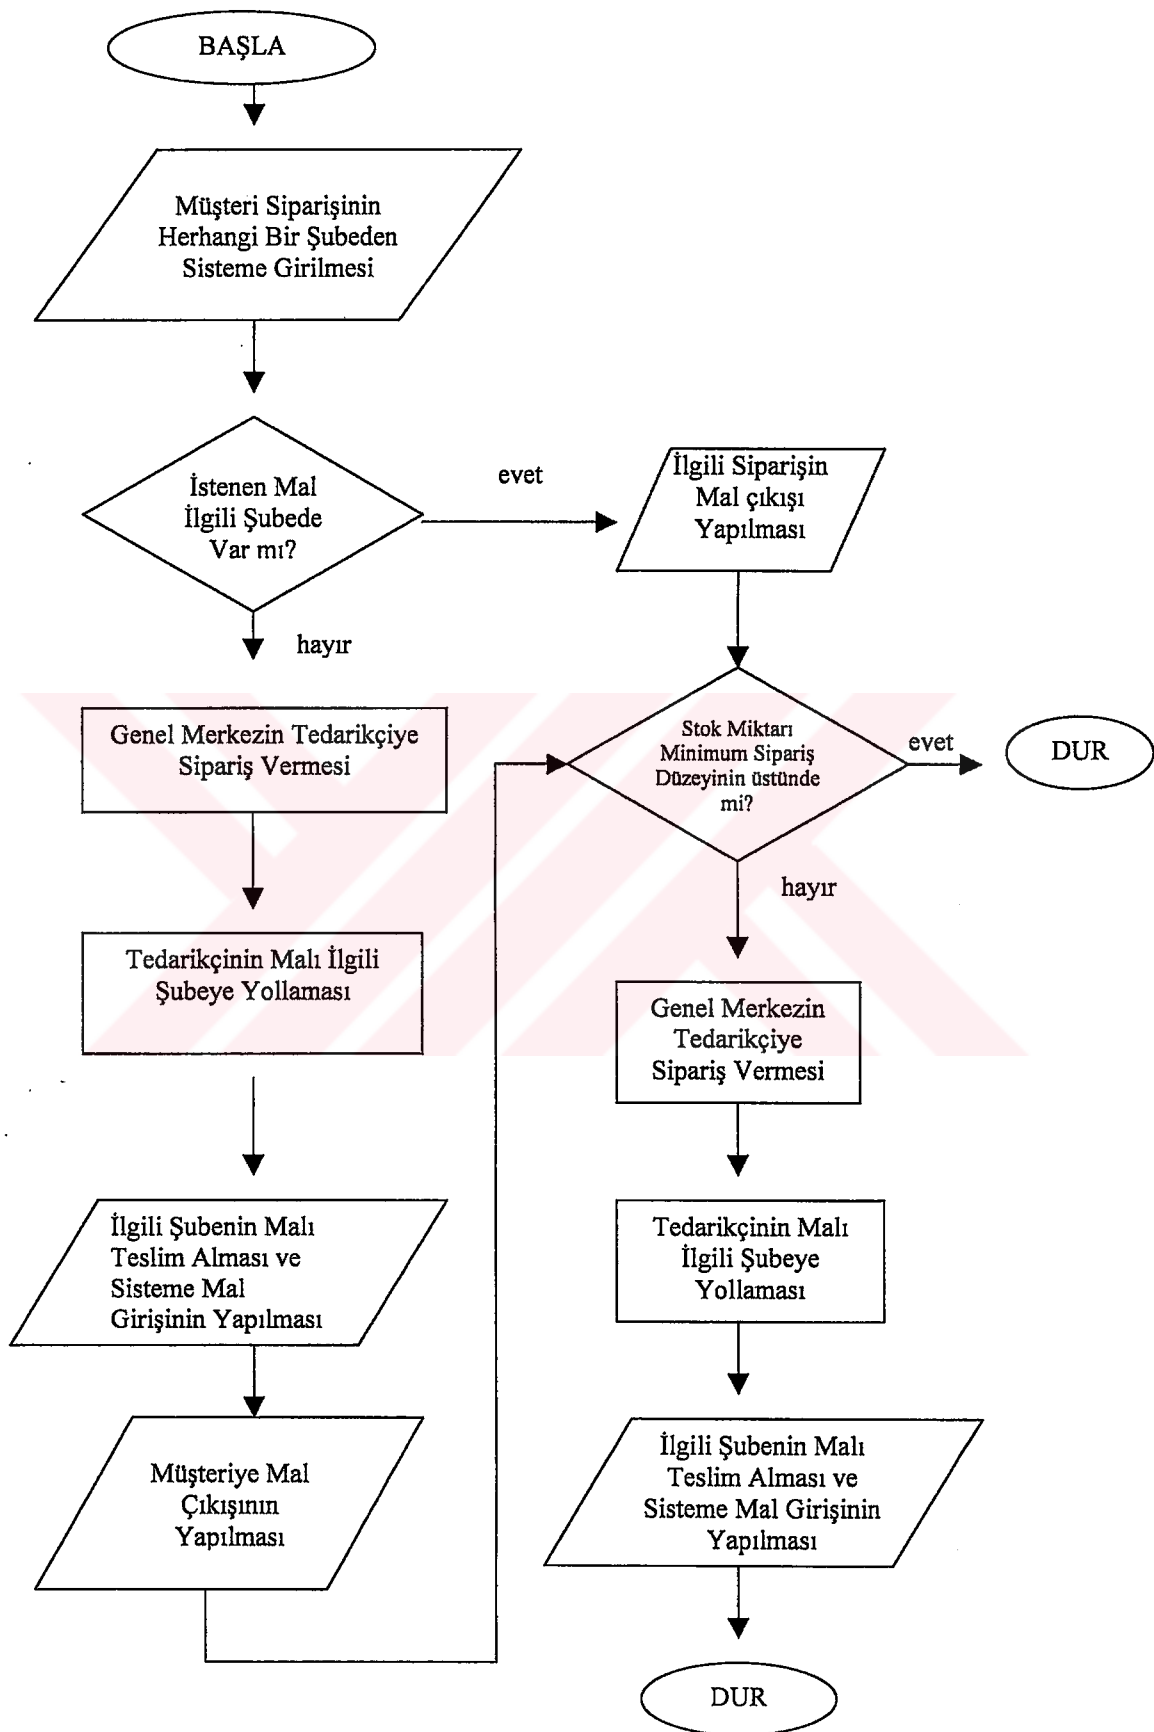 BAŞLA
Müşteri Siparişinin
Herhangi Bir Şubeden
Sisteme Girilmesi
İstenen Mal
İlgili Şubede
Var mı?
evet
İlgili Siparişin
Mal çıkışı
Yapılması
hayır
Genel Merkezin Tedarikçiye
Sipariş Vermesi
Stok Miktarı
Minimum Sipariş
Düzeyinin üstünde
mi?
evet
DUR
Tedarikçinin Malı İlgili
Şubeye Yollaması
hayır
Genel Merkezin
Tedarikçiye
Sipariş Vermesi
İlgili Şubenin Malı
Teslim Alması ve
Sisteme Mal
Girişinin Yapılması
Tedarikçinin Malı
İlgili Şubeye
Yollaması
Müşteriye Mal
Çıkışının
Yapılması
İlgili Şubenin Malı
Teslim Alması ve
Sisteme Mal Girişinin
Yapılması
DUR